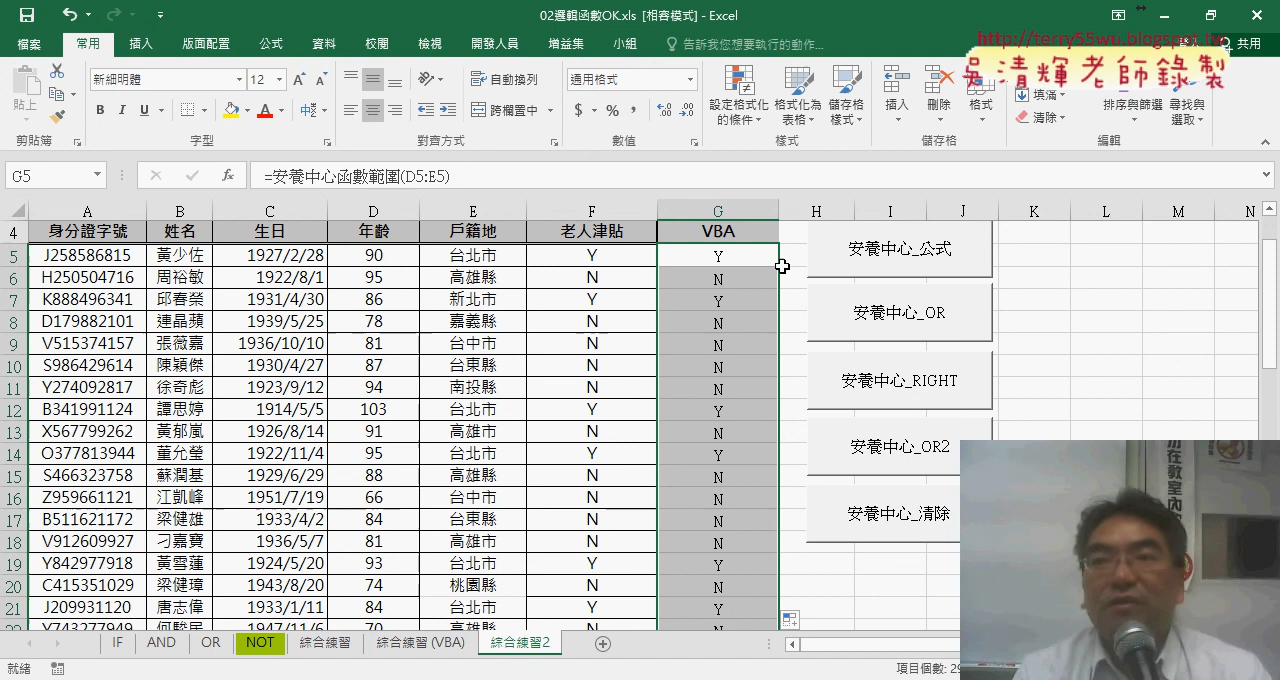 02邏輯函數OK.xls [相容模式] - Excel
http://terry55wu.blogspot.tw
吳清輝老師錄製
檔案 常用 插入 版面配置 公式 資料 校閱 檢視 開發人員 增益集 小組 告訴我您想要執行的動作... 共用
貼上 新細明體 12 自動換列 通用格式 設定格式化的條件 格式化為表格 儲存格樣式 插入 刪除 格式 填滿 清除 排序與篩選 尋找與選取
B I U 跨欄置中 $ % ,
剪貼簿 字型 對齊方式 數值 樣式 儲存格 編輯
G5 fx =安養中心函數範圍(D5:E5)
A B C D E F G H I J K L M N
4 身分證字號 姓名 生日 年齡 戶籍地 老人津貼 VBA
5 J258586815 黃少佐 1927/2/28 90 台北市 Y Y
6 H250504716 周裕敏 1922/8/1 95 高雄縣 N N
7 K888496341 邱春榮 1931/4/30 86 新北市 Y Y
8 D179882101 連晶蘋 1939/5/25 78 嘉義縣 N N
9 V515374157 張薇嘉 1936/10/10 81 台中市 N N
10 S986429614 陳穎傑 1930/4/27 87 台東縣 N N
11 Y274092817 徐奇彪 1923/9/12 94 南投縣 N N
12 B341991124 譚思婷 1914/5/5 103 台北市 Y Y
13 X567799262 黃郁嵐 1926/8/14 91 高雄市 N N
14 O377813944 董允瑩 1922/11/4 95 台北市 Y Y
15 S466323758 蘇潤基 1929/6/29 88 高雄縣 N N
16 Z959661121 江凱峰 1951/7/19 66 台中市 N N
17 B511621172 梁健雄 1933/4/2 84 台東縣 N N
18 V912609927 刁嘉寶 1936/5/7 81 高雄市 N N
19 Y842977918 黃雪蓮 1924/5/20 93 台北市 Y Y
20 C415351029 梁健璋 1943/8/20 74 桃園縣 N N
21 J209931120 唐志偉 1933/1/11 84 台北市 Y Y
安養中心_公式
安養中心_OR
安養中心_RIGHT
安養中心_OR2
安養中心_清除
IF AND OR NOT 綜合練習 綜合練習 (VBA) 綜合練習2
就緒 項目個數: 29
勿在教室內飲